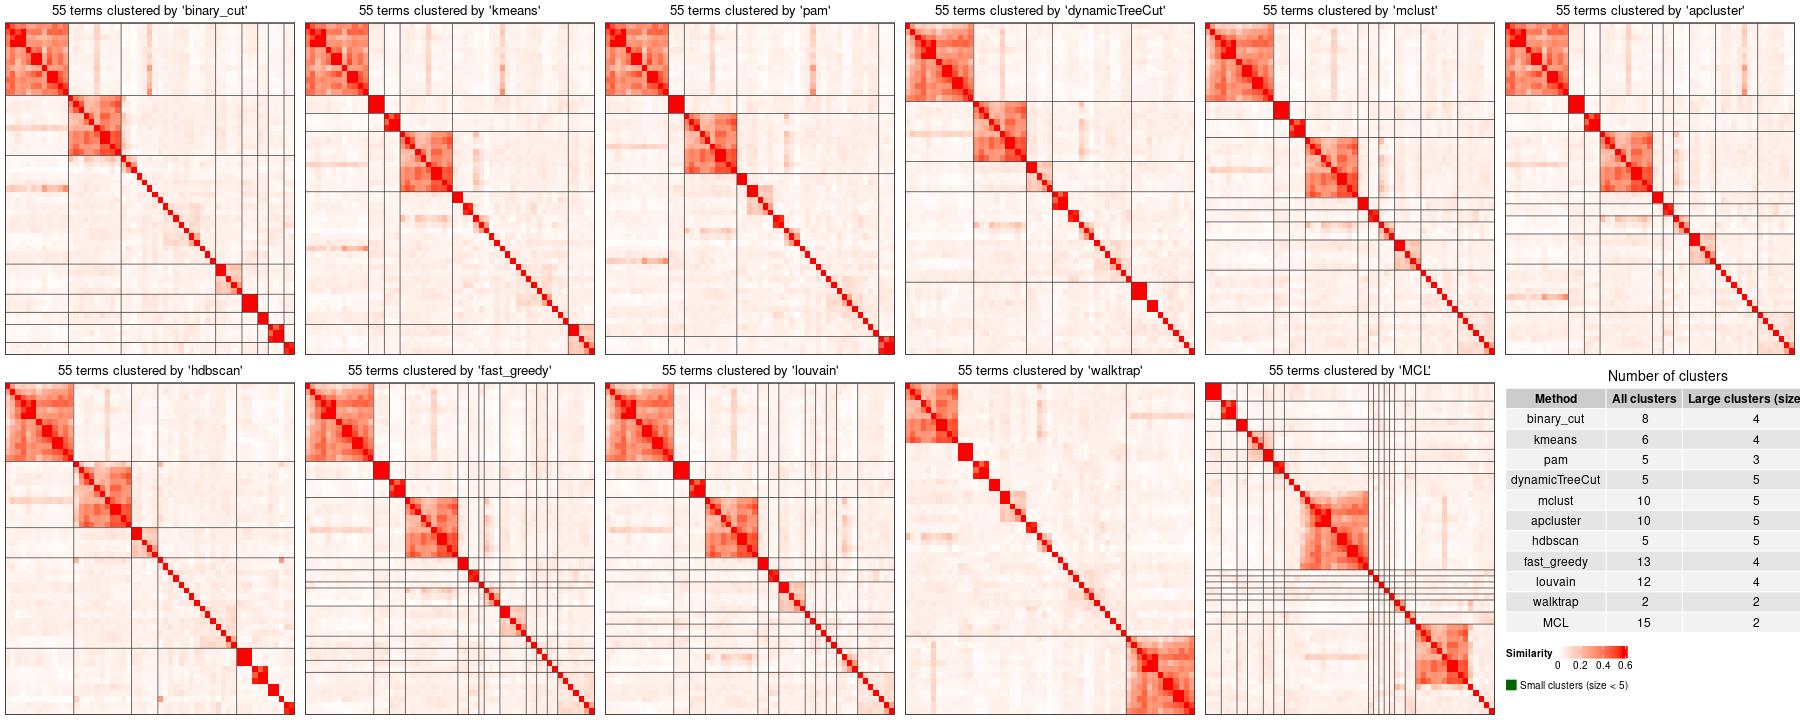 55 terms clustered by 'binary_cut'
55 terms clustered by 'kmeans'
55 terms clustered by 'pam'
55 terms clustered by 'dynamicTreeCut'
55 terms clustered by 'mclust'
55 terms clustered by 'apcluster'
55 terms clustered by 'hdbscan'
55 terms clustered by 'fast_greedy'
55 terms clustered by 'louvain'
55 terms clustered by 'walktrap'
55 terms clustered by 'MCL'
Number of clusters
Method All clusters Large clusters (size
binary_cut 8 4
kmeans 6 4
pam 5 3
dynamicTreeCut 5 5
mclust 10 5
apcluster 10 5
hdbscan 5 5
fast_greedy 13 4
louvain 12 4
walktrap 2 2
MCL 15 2
Similarity
0 0.2 0.4 0.6
Small clusters (size < 5)